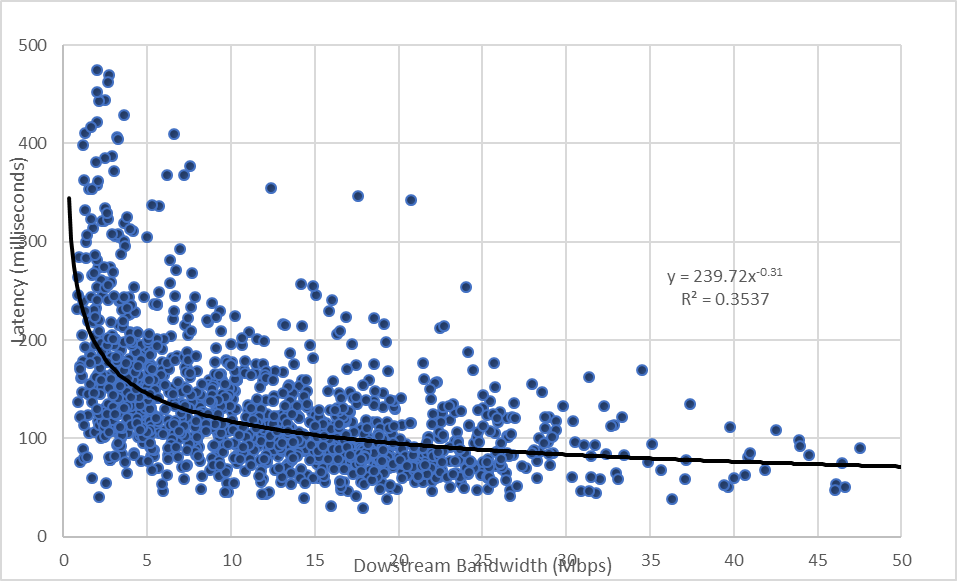 500
400
300
200
100
0
Latency (milliseconds)
y = 239.72x^-0.31
R² = 0.3537
0 5 10 15 20 25 30 35 40 45 50
Dowstream Bandwidth (Mbps)